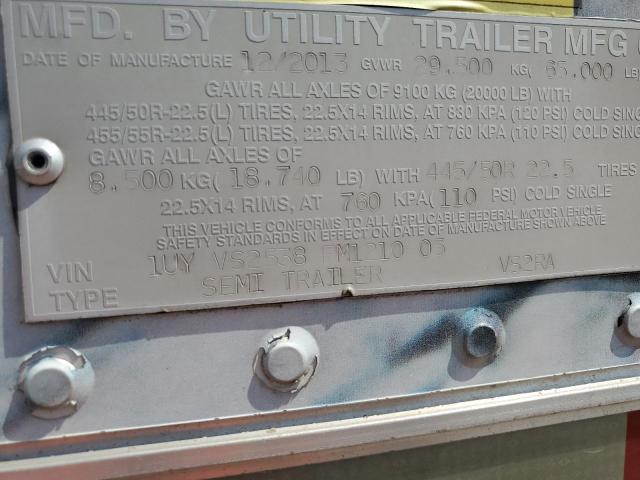 MFD. BY UTILITY TRAILER MFG
DATE OF MANUFACTURE 12/2013 GVWR 29.500 KG( 65.000 LB
GAWR ALL AXLES OF 9100 KG (20000 LB) WITH
445/50R-22.5(L) TIRES, 22.5X14 RIMS, AT 830 KPA (120 PSI) COLD SING
455/55R-22.5(L) TIRES, 22.5X14 RIMS, AT 760 KPA (110 PSI) COLD SING
GAWR ALL AXLES OF
8.500 KG( 18.740 LB) WITH 445/50R 22.5 TIRES
22.5X14 RIMS, AT 760 KPA(110 PSI) COLD SINGLE
THIS VEHICLE CONFORMS TO ALL APPLICABLE FEDERAL MOTOR VEHICLE
SAFETY STANDARDS IN EFFECT ON DATE OF MANUFACTURE SHOWN ABOVE
VIN 1UY VS2538 EM1210 03
TYPE SEMI TRAILER VS2RA